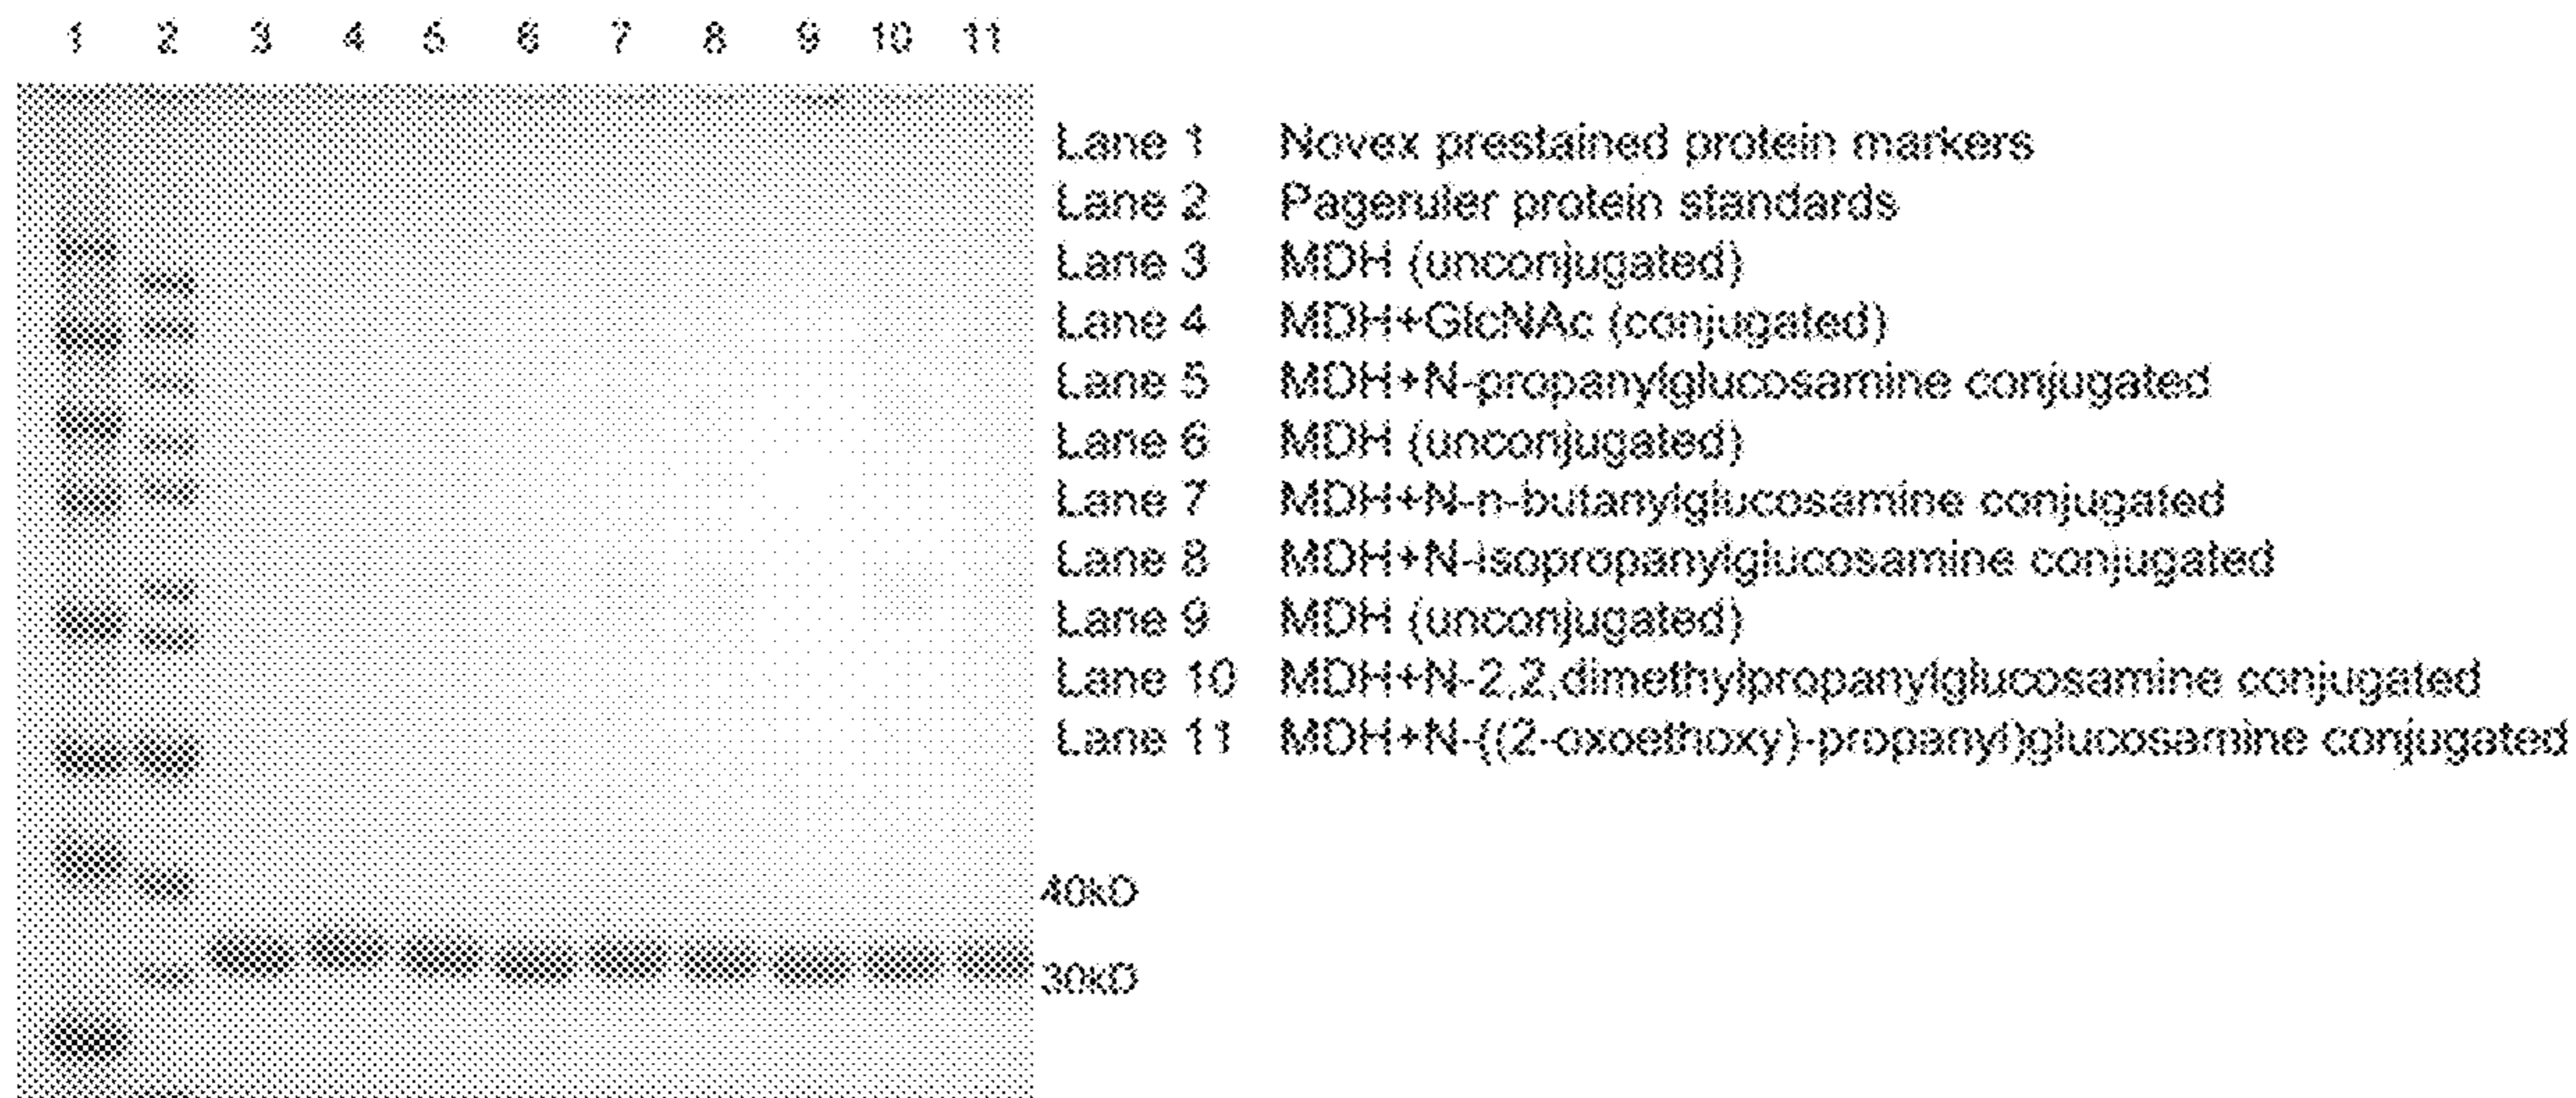 1 2 3 4 5 6 7 8 9 10 11
Lane 1 Novex prestained protein markers
Lane 2 Pageruler protein standards
Lane 3 MDH (unconjugated)
Lane 4 MDH+GlcNAc (conjugated)
Lane 5 MDH+N-propanylglucosamine conjugated
Lane 6 MDH (unconjugated)
Lane 7 MDH+N-n-butanylglucosamine conjugated
Lane 8 MDH+N-isopropanylglucosamine conjugated
Lane 9 MDH (unconjugated)
Lane 10 MDH+N-2,2,dimethylpropanylglucosamine conjugated
Lane 11 MDH+N-((2-oxoethoxy)-propanyl)glucosamine conjugated
40kD
30kD